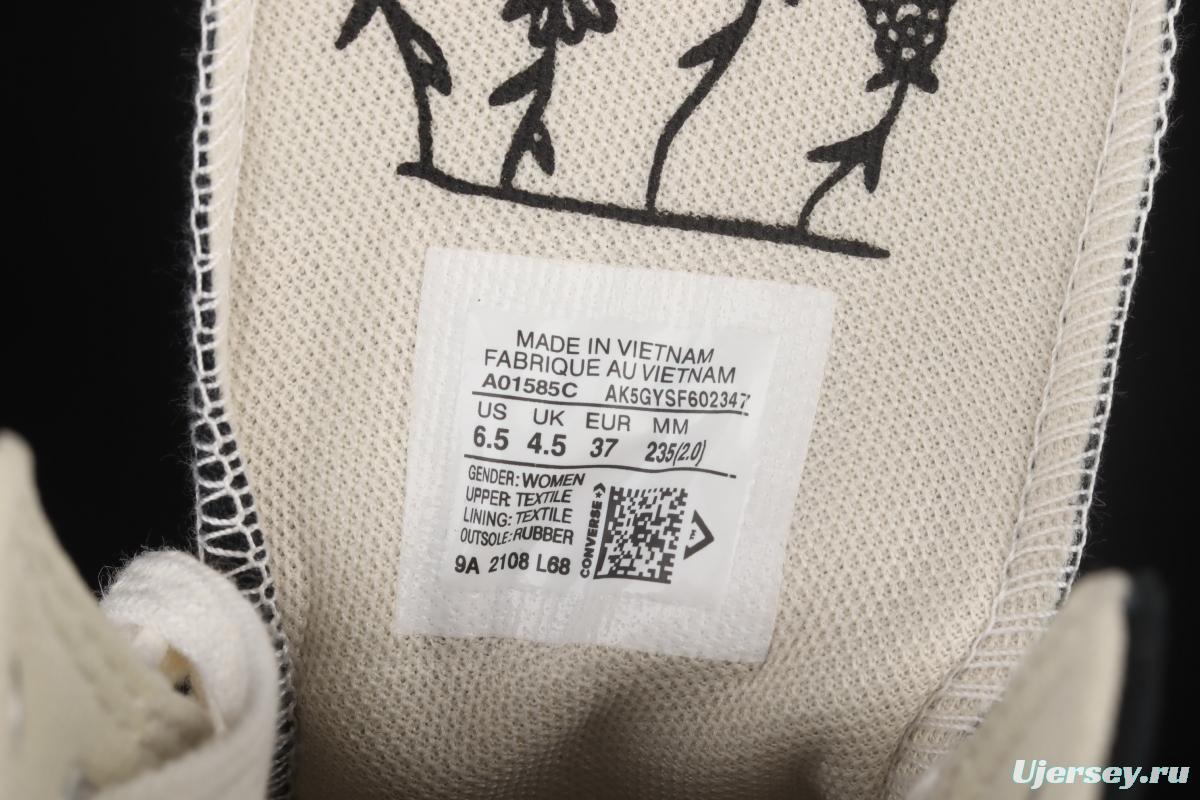 MADE IN VIETNAM
FABRIQUE AU VIETNAM
A01585C AK5GYSF602347
US UK EUR MM
6.5 4.5 37 235(2.0)
GENDER: WOMEN
UPPER: TEXTILE
LINING: TEXTILE
OUTSOLE: RUBBER
9A 2108 L68
CONVERSE
Ujersey.ru